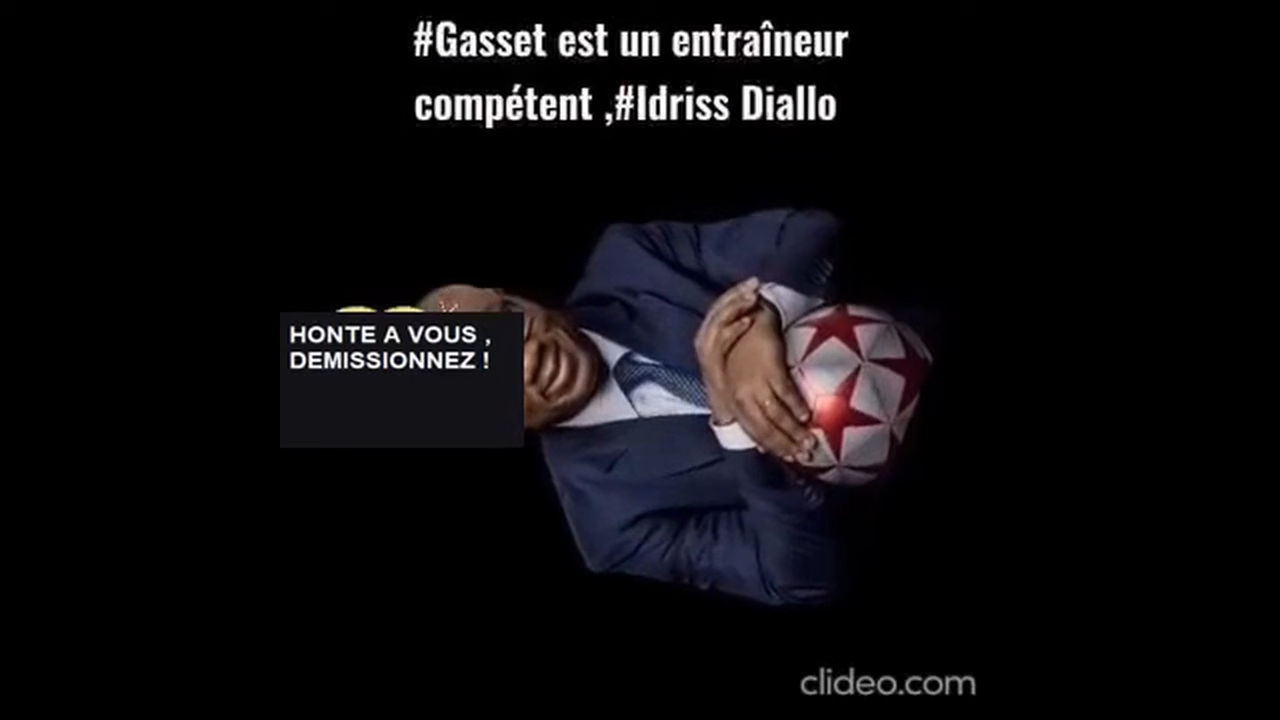 #Gasset est un entraîneur
compétent ,#Idriss Diallo
HONTE A VOUS ,
DEMISSIONNEZ !
clideo.com